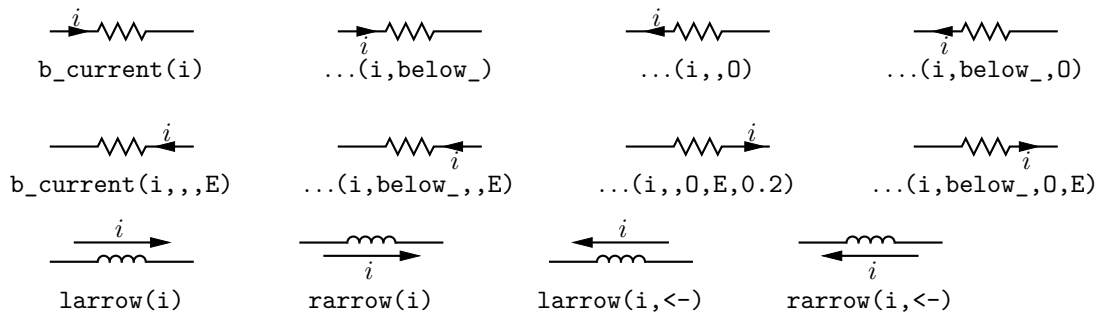 i i i i
b_current(i) ...(i,below_) ...(i,,O) ...(i,below_,O)
i i i i
b_current(i,,,E) ...(i,below_,,E) ...(i,,O,E,0.2) ...(i,below_,O,E)
i i i i
larrow(i) rarrow(i) larrow(i,<-) rarrow(i,<-)